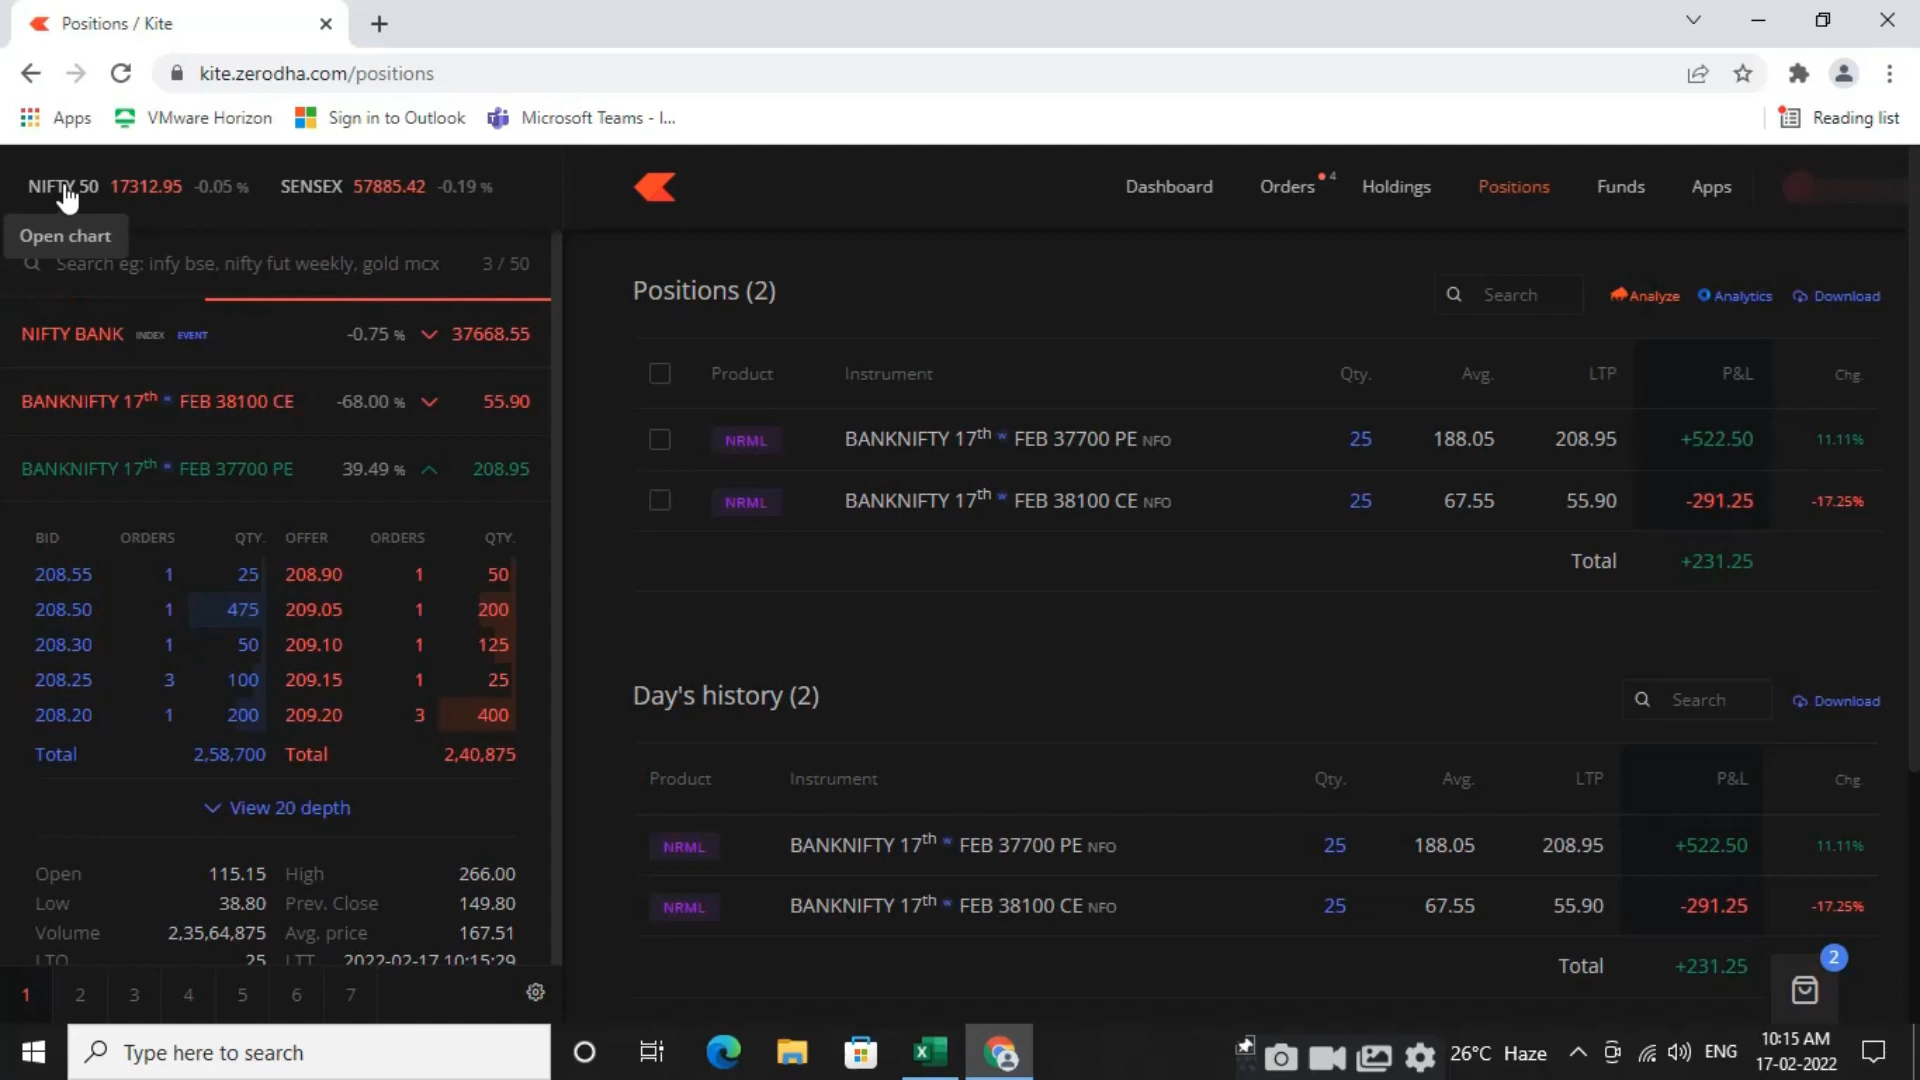 Positions / Kite
kite.zerodha.com/positions
Apps VMware Horizon Sign in to Outlook Microsoft Teams - I... Reading list
NIFTY 50 17312.95 -0.05 % SENSEX 57885.42 -0.19 %
Dashboard Orders 4 Holdings Positions Funds Apps
Open chart
Search eg: infy bse, nifty fut weekly, gold mcx 3 / 50
NIFTY BANK INDEX EVENT -0.75 % 37668.55
BANKNIFTY 17th w FEB 38100 CE -68.00 % 55.90
BANKNIFTY 17th w FEB 37700 PE 39.49 % 208.95
BID ORDERS QTY. OFFER ORDERS QTY.
208.55 1 25 208.90 1 50
208.50 1 475 209.05 1 200
208.30 1 50 209.10 1 125
208.25 3 100 209.15 1 25
208.20 1 200 209.20 3 400
Total 2,58,700 Total 2,40,875
View 20 depth
Open 115.15 High 266.00
Low 38.80 Prev. Close 149.80
Volume 2,35,64,875 Avg. price 167.51
LTQ 25 LTT 2022-02-17 10:15:29
1 2 3 4 5 6 7
Positions (2) Search Analyze Analytics Download
Product Instrument Qty. Avg. LTP P&L Chg.
NRML BANKNIFTY 17th w FEB 37700 PE NFO 25 188.05 208.95 +522.50 11.11%
NRML BANKNIFTY 17th w FEB 38100 CE NFO 25 67.55 55.90 -291.25 -17.25%
Total +231.25
Day's history (2) Search Download
Product Instrument Qty. Avg. LTP P&L Chg.
NRML BANKNIFTY 17th w FEB 37700 PE NFO 25 188.05 208.95 +522.50 11.11%
NRML BANKNIFTY 17th w FEB 38100 CE NFO 25 67.55 55.90 -291.25 -17.25%
Total +231.25
2
Type here to search
26°C Haze ENG 10:15 AM
17-02-2022